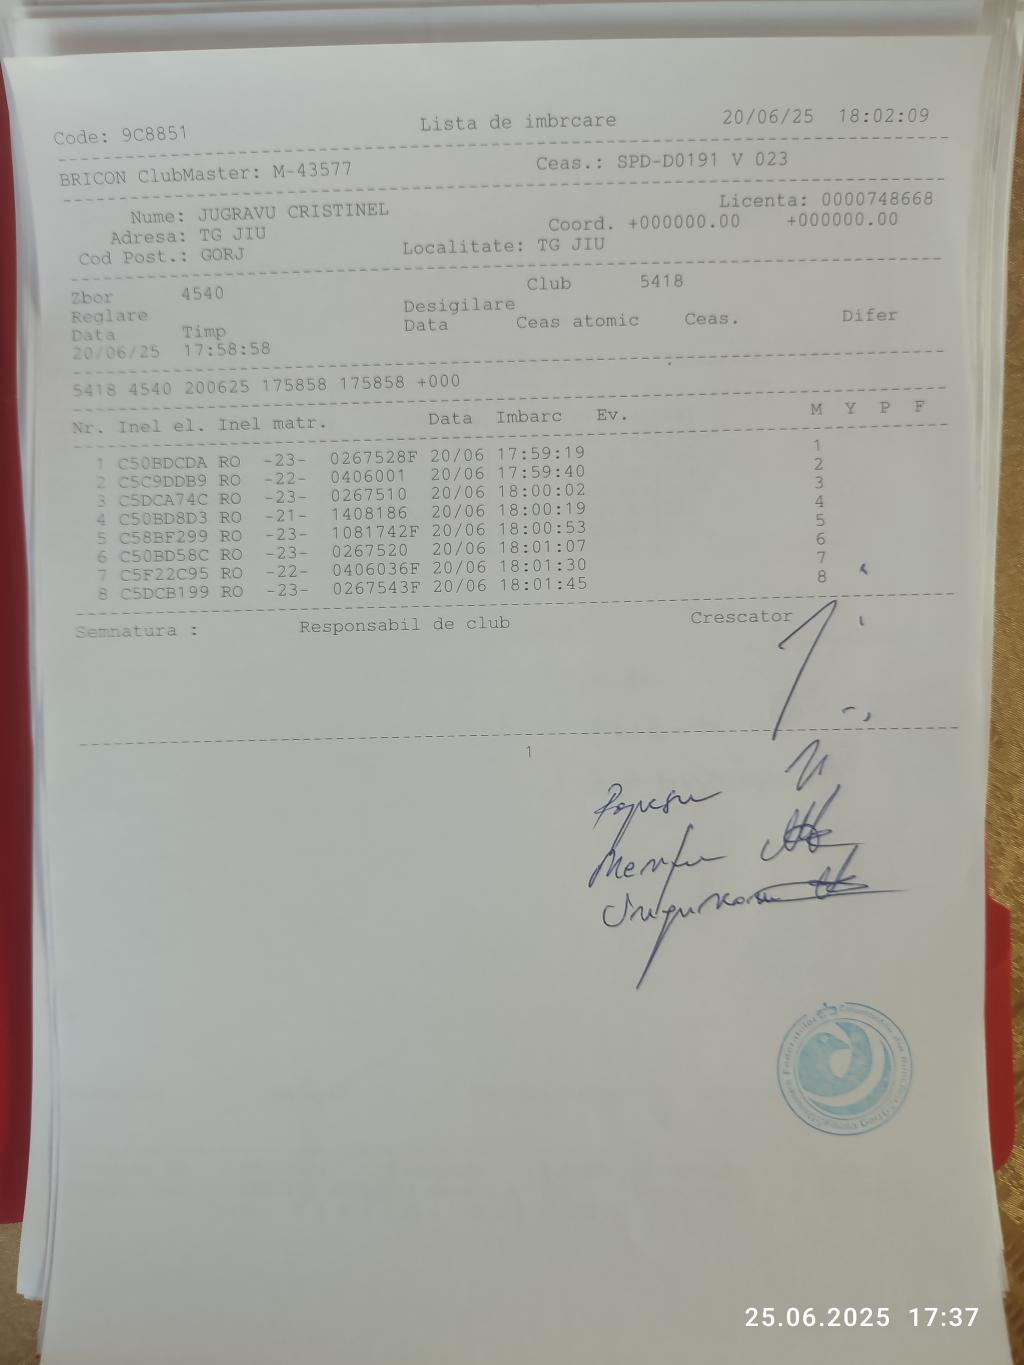 Code: 9C8851 Lista de imbrcare 20/06/25 18:02:09
BRICON ClubMaster: M-43577 Ceas.: SPD-D0191 V 023
Licenta: 0000748668
Nume: JUGRAVU CRISTINEL
Adresa: TG JIU Coord. +000000.00 +000000.00
Cod Post.: GORJ Localitate: TG JIU
Zbor 4540 Club 5418
Reglare Desigilare
Data Timp Data Ceas atomic Ceas. Difer
20/06/25 17:58:58
5418 4540 200625 175858 175858 +000
Nr. Inel el. Inel matr. Data Imbarc Ev. M Y P F
1 C50BDCDA RO -23- 0267528F 20/06 17:59:19 1
2 C5C9DDB9 RO -22- 0406001 20/06 17:59:40 2
3 C5DCA74C RO -23- 0267510 20/06 18:00:02 3
4 C50BD8D3 RO -21- 1408186 20/06 18:00:19 4
5 C58BF299 RO -23- 1081742F 20/06 18:00:53 5
6 C50BD58C RO -23- 0267520 20/06 18:01:07 6
7 C5F22C95 RO -22- 0406036F 20/06 18:01:30 7
8 C5DCB199 RO -23- 0267543F 20/06 18:01:45 8
Semnatura : Responsabil de club Crescator
1
Popescu
25.06.2025 17:37